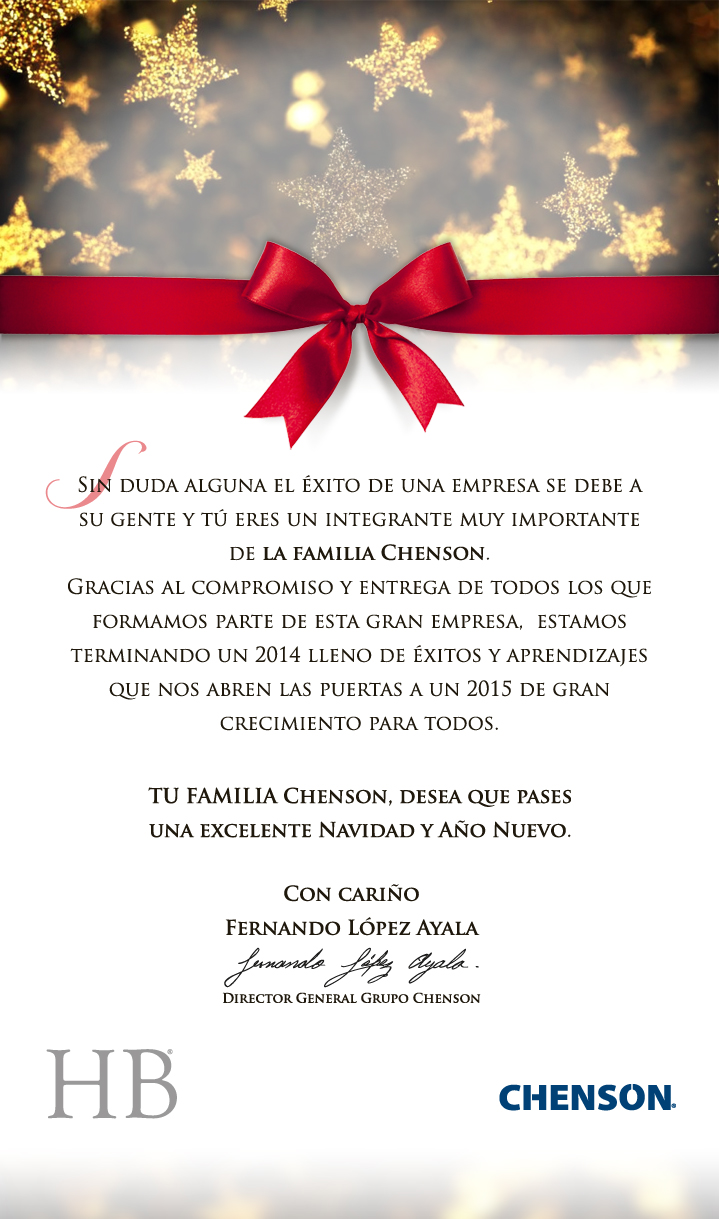 Sin duda alguna el éxito de una empresa se debe a
su gente y tú eres un integrante muy importante
de la familia Chenson.
Gracias al compromiso y entrega de todos los que
formamos parte de esta gran empresa, estamos
terminando un 2014 lleno de éxitos y aprendizajes
que nos abren las puertas a un 2015 de gran
crecimiento para todos.
TU FAMILIA Chenson, desea que pases
una excelente Navidad y Año Nuevo.
Con cariño
Fernando López Ayala
Fernando López Ayala.
Director General Grupo Chenson
HB®
CHENSON®